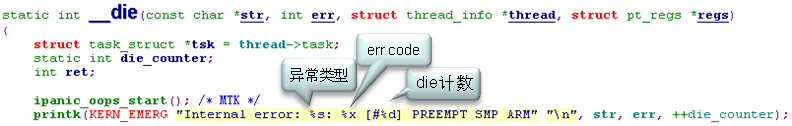 static int __die(const char *str, int err, struct thread_info *thread, struct pt_regs *regs)
{
struct task_struct *tsk = thread->task;
static int die_counter;
int ret;
err code
异常类型
die计数
ipanic_oops_start(); /* MTK */
printk(KERN_EMERG "Internal error: %s: %x [#%d] PREEMPT SMP ARM" "\n", str, err, ++die_counter);